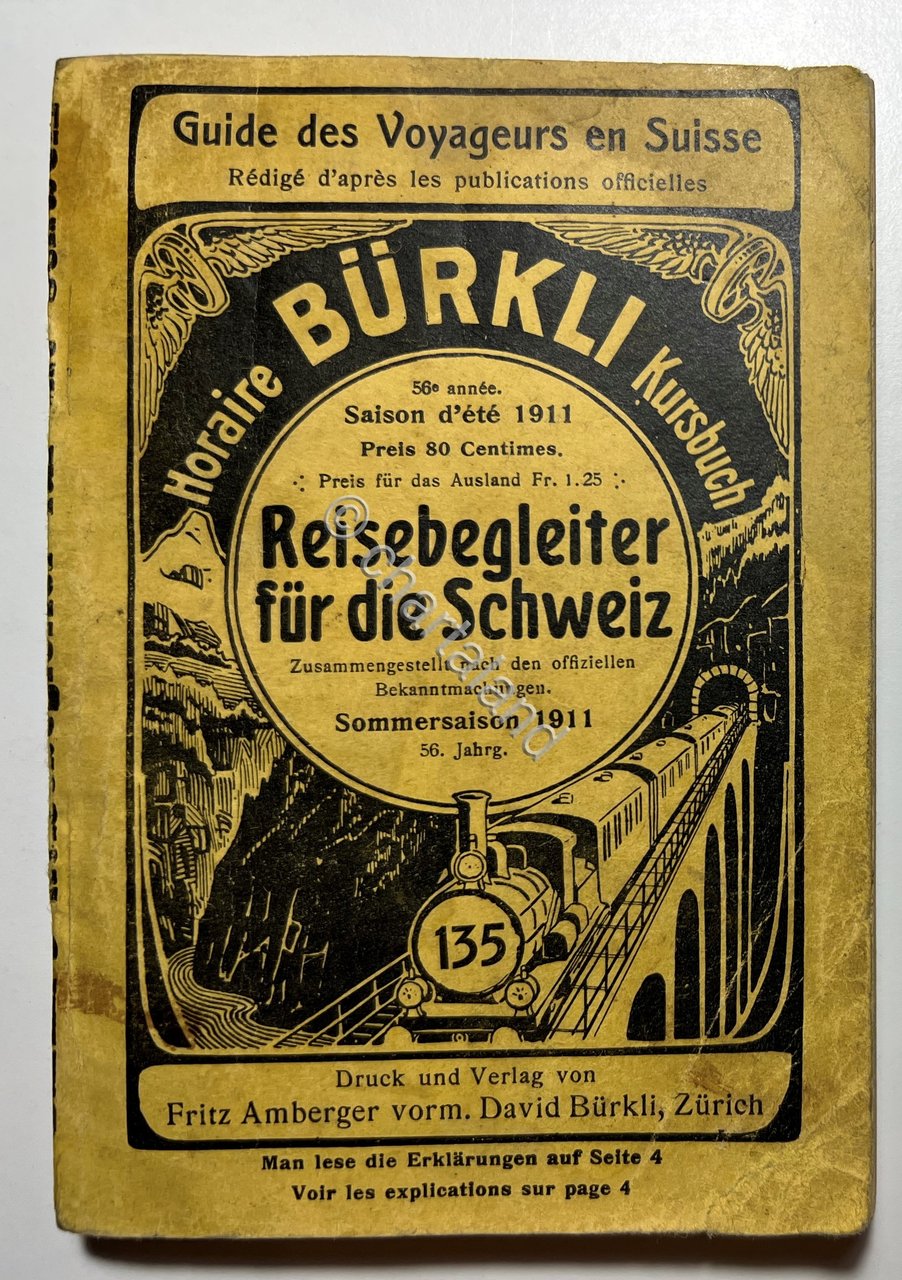 Guide des Voyageurs en Suisse
Rédigé d'après les publications officielles
Horaire BÜRKLI Kursbuch
56e année.
Saison d'été 1911
Preis 80 Centimes.
Preis für das Ausland Fr. 1.25
Reisebegleiter
für die Schweiz
Zusammengestellt nach den offiziellen
Bekanntmachungen.
Sommersaison 1911
56. Jahrg.
© chartaland
135
Druck und Verlag von
Fritz Amberger vorm. David Bürkli, Zürich
Man lese die Erklärungen auf Seite 4
Voir les explications sur page 4